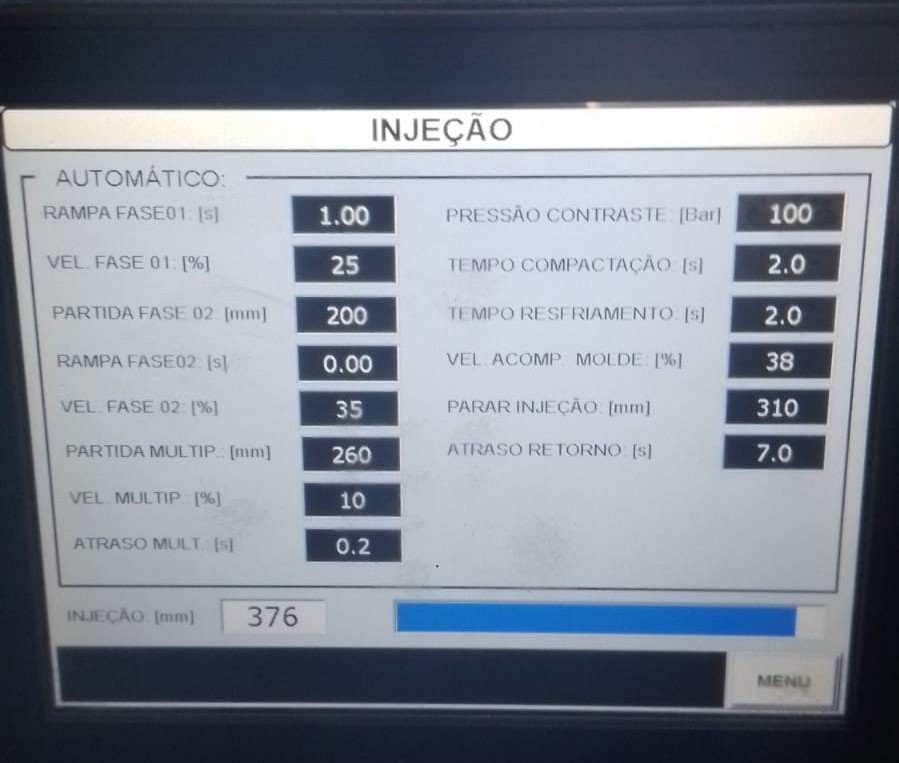 INJEÇÃO
AUTOMÁTICO:
RAMPA FASE01: [s] 1.00
VEL. FASE 01: [%] 25
PARTIDA FASE 02: [mm] 200
RAMPA FASE02: [s] 0.00
VEL. FASE 02: [%] 35
PARTIDA MULTIP.: [mm] 260
VEL. MULTIP.: [%] 10
ATRASO MULT.: [s] 0.2
PRESSÃO CONTRASTE: [Bar] 100
TEMPO COMPACTAÇÃO: [s] 2.0
TEMPO RESFRIAMENTO: [s] 2.0
VEL. ACOMP. MOLDE: [%] 38
PARAR INJEÇÃO: [mm] 310
ATRASO RETORNO: [s] 7.0
INJEÇÃO: [mm] 376
MENU